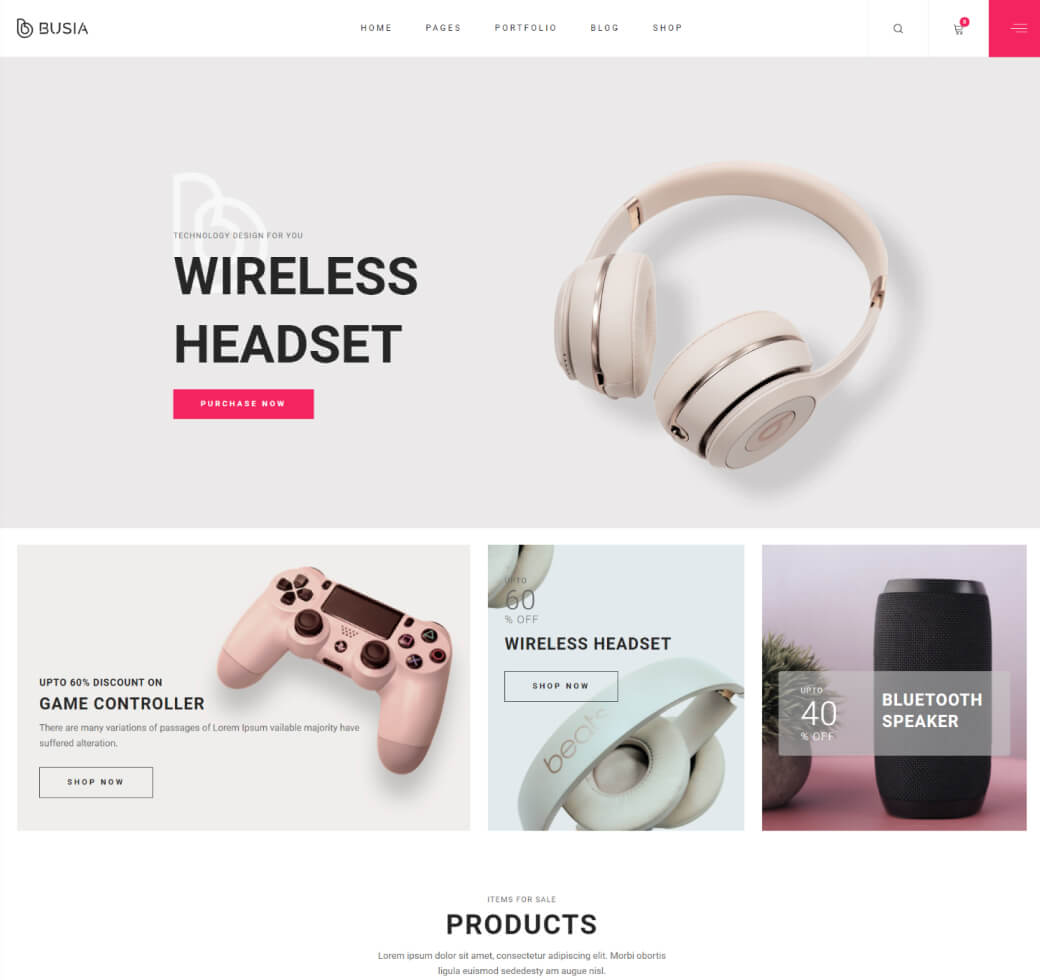 BUSIA
HOME PAGES PORTFOLIO BLOG SHOP
TECHNOLOGY DESIGN FOR YOU
WIRELESS
HEADSET
PURCHASE NOW
UPTO 60% DISCOUNT ON
GAME CONTROLLER
There are many variations of passages of Lorem Ipsum vailable majority have
suffered alteration.
SHOP NOW
UPTO
60
% OFF
WIRELESS HEADSET
SHOP NOW
beats
UPTO
40
% OFF
BLUETOOTH
SPEAKER
ITEMS FOR SALE
PRODUCTS
Lorem ipsum dolor sit amet, consectetur adipiscing elit. Morbi obortis
ligula euismod sededesty am augue nisl.